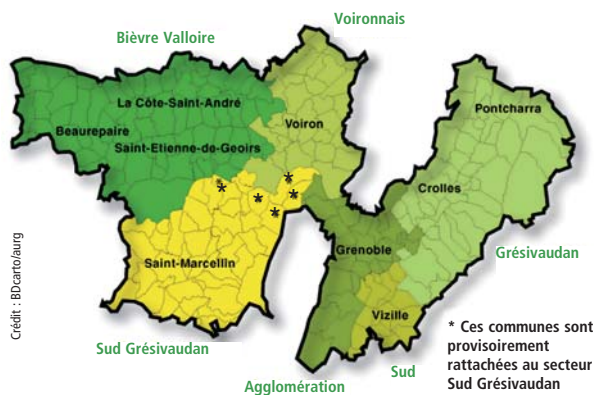 Voironnais
Bièvre Valloire
La Côte-Saint-André
Pontcharra
Voiron
Beaurepaire
Saint-Etienne-de-Geoirs
*
*
*
*
*
Crolles
Grenoble
Grésivaudan
Saint-Marcellin
Vizille
Crédit : BDcarto/aurg
* Ces communes sont
provisoirement
rattachées au secteur
Sud Grésivaudan
Sud Grésivaudan
Sud
Agglomération